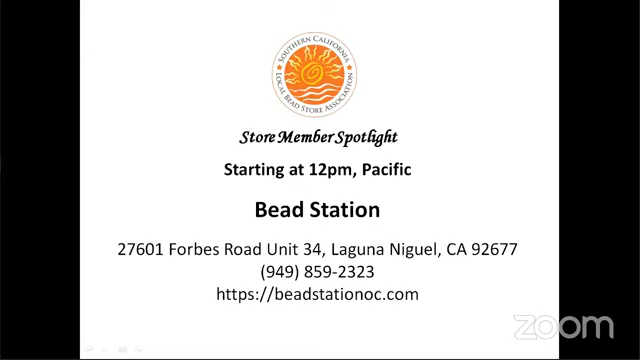 SOUTHERN CALIFORNIA
LOCAL BEAD STORE ASSOCIATION
Store Member Spotlight
Starting at 12pm, Pacific
Bead Station
27601 Forbes Road Unit 34, Laguna Niguel, CA 92677
(949) 859-2323
https://beadstationoc.com
zoom